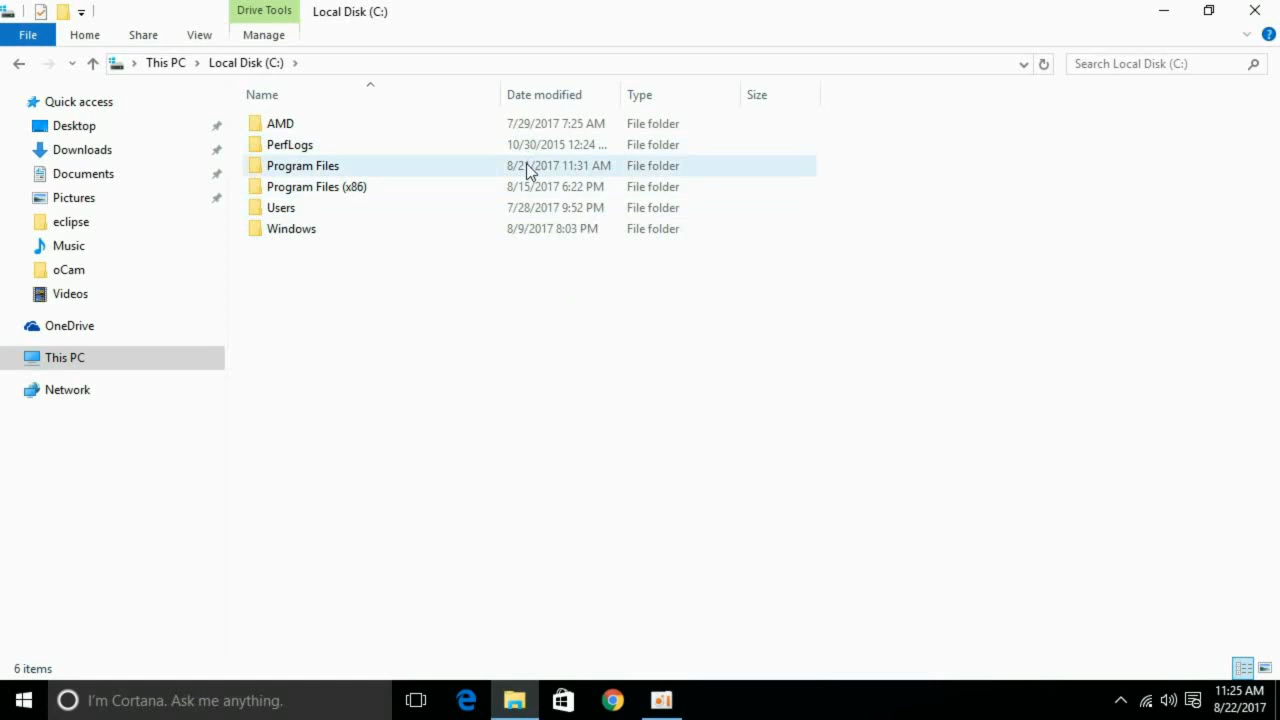 Drive Tools
Local Disk (C:)
File
Home
Share
View
Manage
This PC
Local Disk (C:)
Search Local Disk (C:)
Name
Date modified
Type
Size
Quick access
Desktop
Downloads
Documents
Pictures
eclipse
Music
oCam
Videos
OneDrive
This PC
Network
AMD 7/29/2017 7:25 AM File folder
PerfLogs 10/30/2015 12:24 ... File folder
Program Files 11:31 AM File folder
Program Files (x86) 8/15/2017 6:22 PM File folder
Users 7/28/2017 9:52 PM File folder
Windows 8/9/2017 8:03 PM File folder
6 items
I'm Cortana. Ask me anything.
11:25 AM
8/22/2017